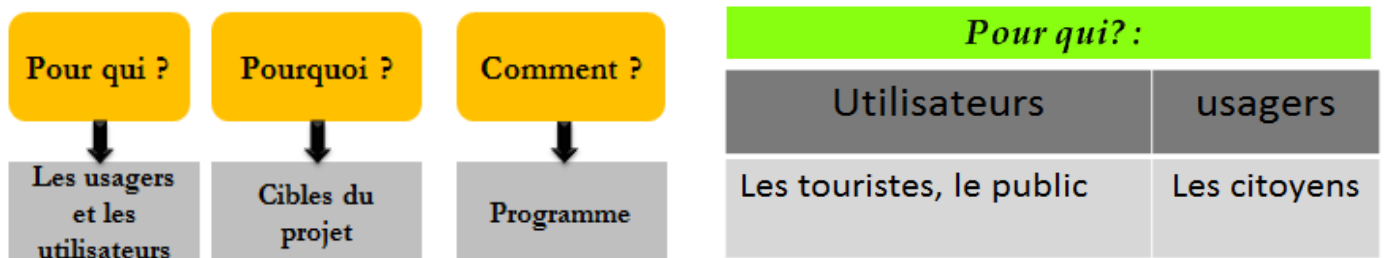 Pour qui ?
Pourquoi ?
Comment ?
Les usagers
et les
utilisateurs
Cibles du
projet
Programme
Pour qui? :
Utilisateurs
usagers
Les touristes, le public
Les citoyens